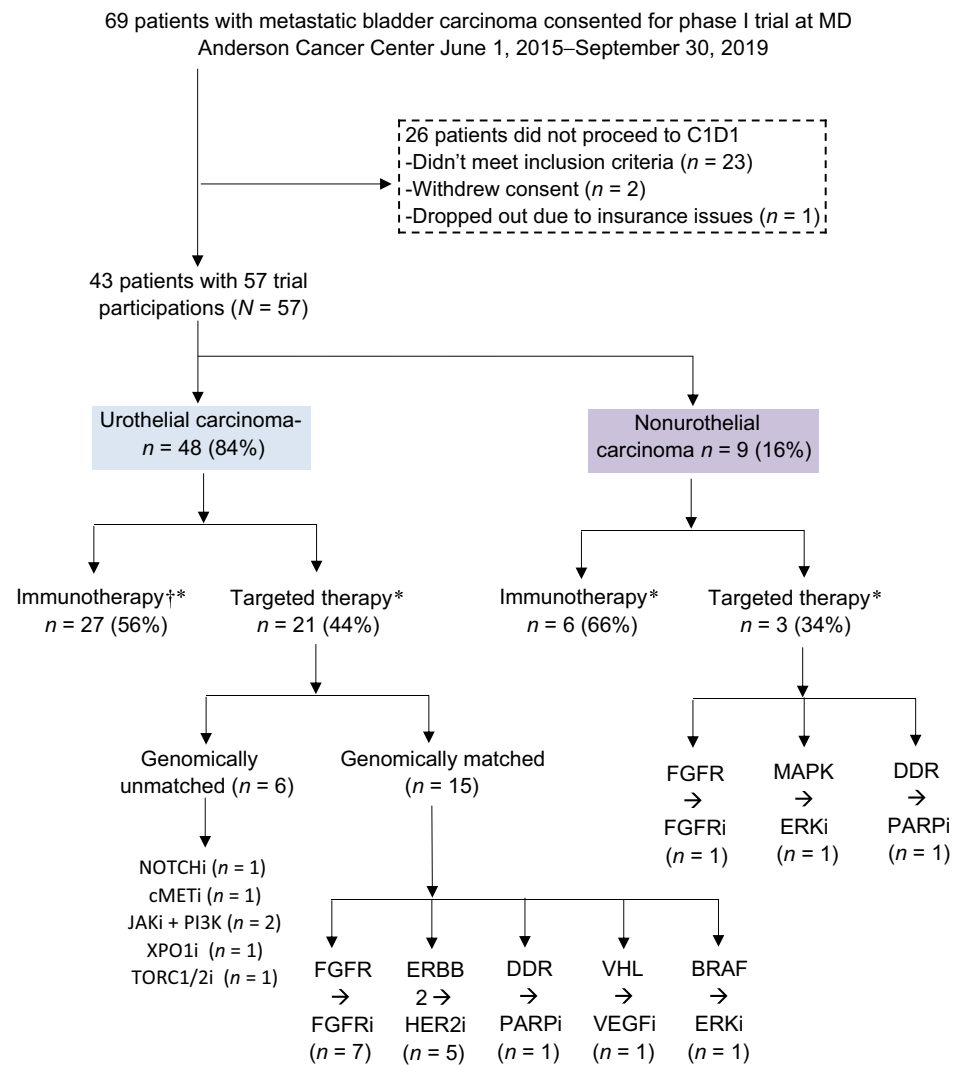 69 patients with metastatic bladder carcinoma consented for phase I trial at MD
Anderson Cancer Center June 1, 2015–September 30, 2019
26 patients did not proceed to C1D1
-Didn't meet inclusion criteria (n = 23)
-Withdrew consent (n = 2)
-Dropped out due to insurance issues (n = 1)
43 patients with 57 trial
participations (N = 57)
Urothelial carcinoma-
n = 48 (84%)
Nonurothelial
carcinoma n = 9 (16%)
Immunotherapy†*
n = 27 (56%)
Targeted therapy*
n = 21 (44%)
Immunotherapy*
n = 6 (66%)
Targeted therapy*
n = 3 (34%)
Genomically
unmatched (n = 6)
Genomically matched
(n = 15)
FGFR
→
FGFRi
(n = 1)
MAPK
→
ERKi
(n = 1)
DDR
→
PARPi
(n = 1)
NOTCHi (n = 1)
cMETi (n = 1)
JAKi + PI3K (n = 2)
XPO1i (n = 1)
TORC1/2i (n = 1)
FGFR
→
FGFRi
(n = 7)
ERBB
2 →
HER2i
(n = 5)
DDR
→
PARPi
(n = 1)
VHL
→
VEGFi
(n = 1)
BRAF
→
ERKi
(n = 1)